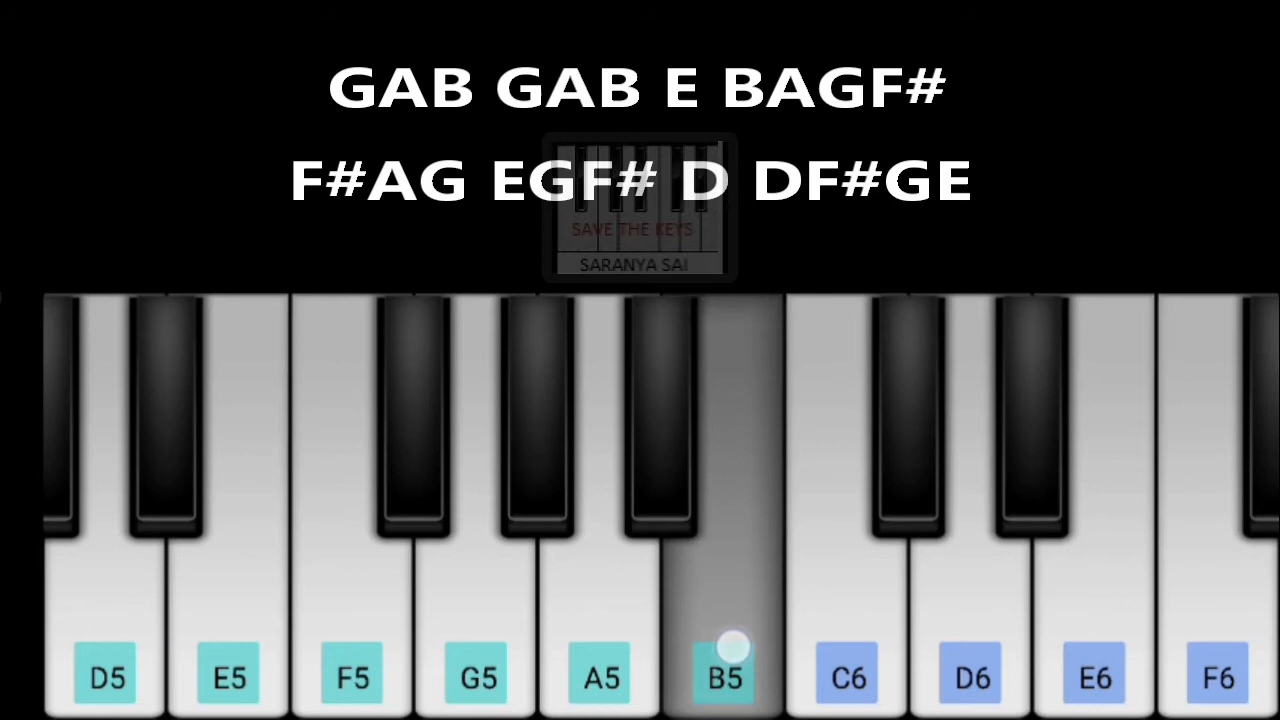 GAB GAB E BAGF#
F#AG EGF# D DF#GE
SAVE THE KEYS
SARANYA SAI
D5 E5 F5 G5 A5 B5 C6 D6 E6 F6